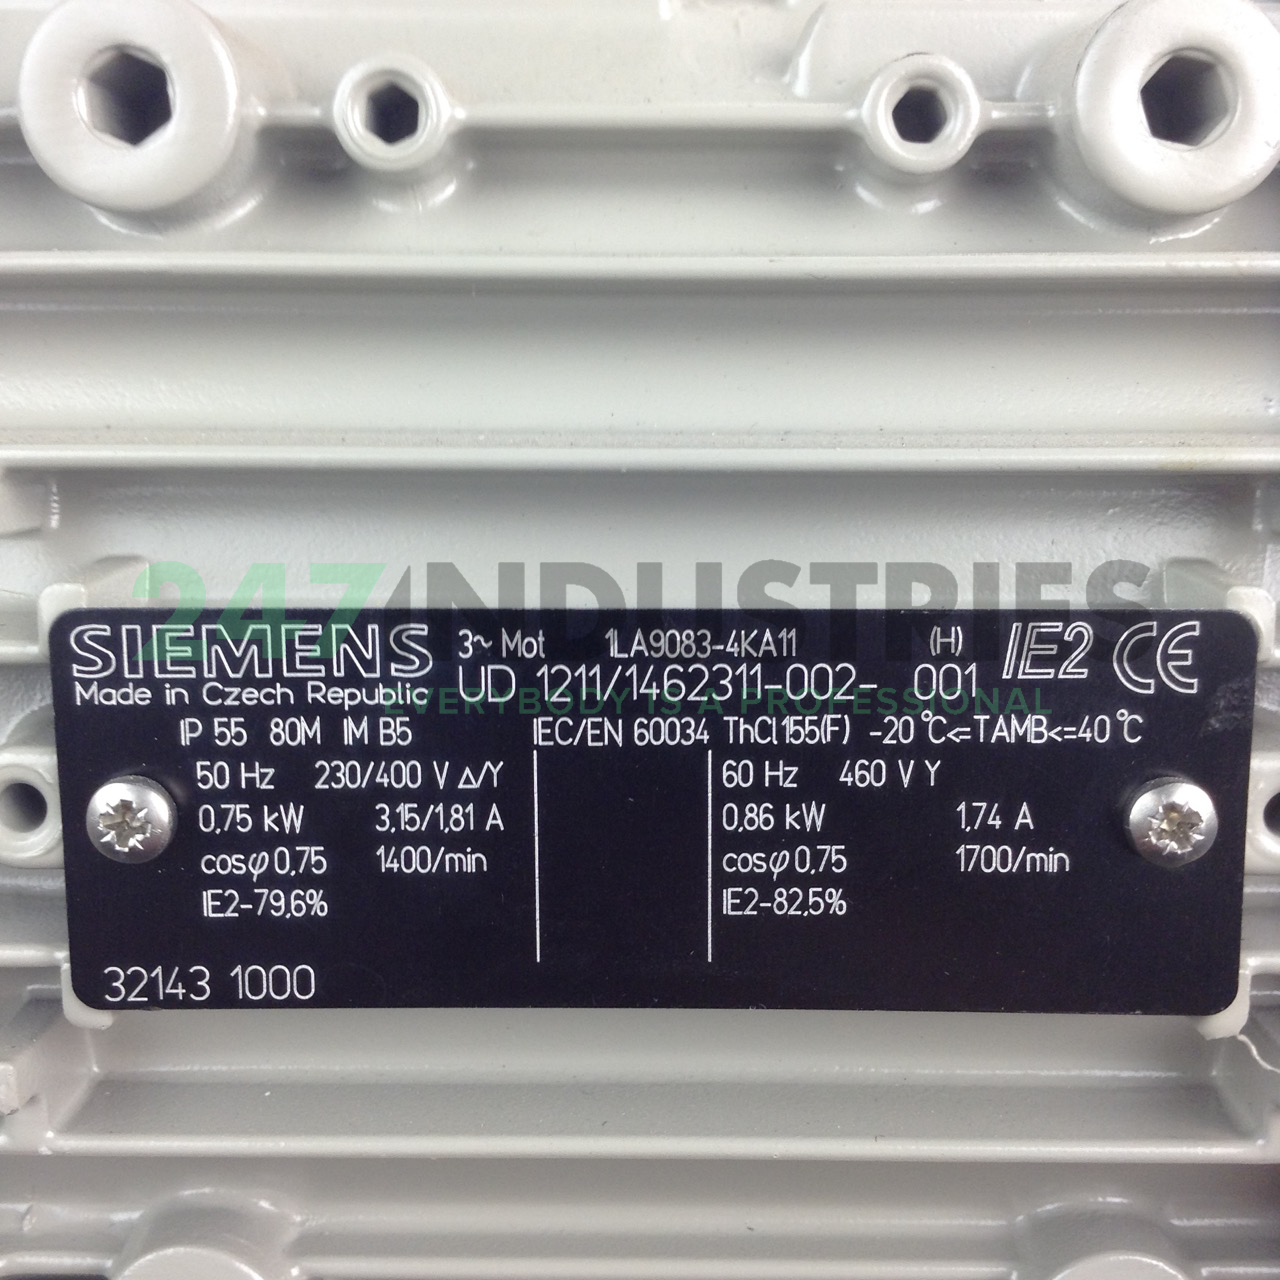 247 INDUSTRIES
EVERYBODY IS A PROFESSIONAL
SIEMENS 3~ Mot 1LA9083-4KA11 (H) IE2 CE
Made in Czech Republic UD 1211/1462311-002- 001
IP 55 80M IM B5 IEC/EN 60034 ThCl155(F) -20°C<=TAMB<=40°C
50 Hz 230/400 V Δ/Y 60 Hz 460 V Y
0,75 kW 3,15/1,81 A 0,86 kW 1,74 A
cosφ 0,75 1400/min cosφ 0,75 1700/min
IE2-79,6% IE2-82,5%
32143 1000